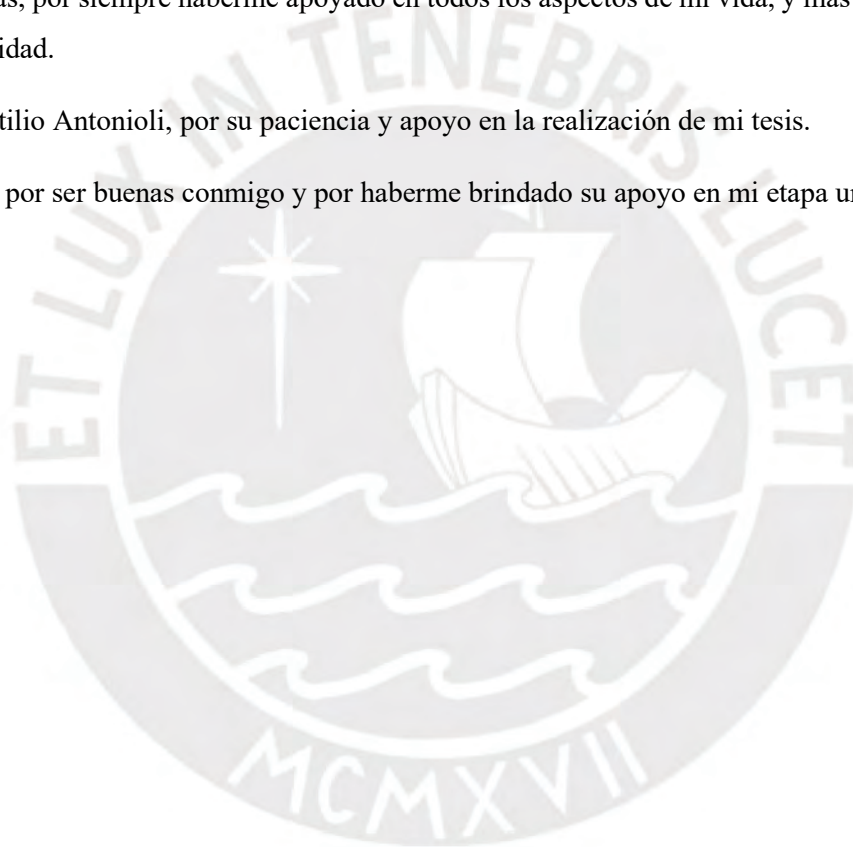 por siempre haberme apoyado en todos los aspectos de mi vida, y más
idad.
tilio Antonioli, por su paciencia y apoyo en la realización de mi tesis.
por ser buenas conmigo y por haberme brindado su apoyo en mi etapa
ET LUX IN TENEBRIS LUCET
MCMXVII